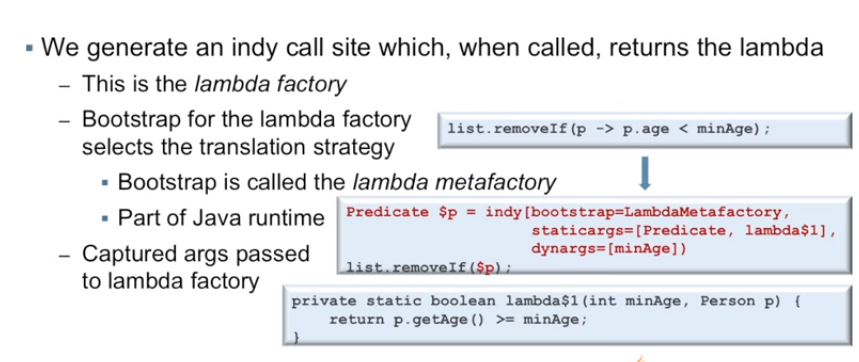 ▪ We generate an indy call site which, when called, returns the lambda
– This is the lambda factory
– Bootstrap for the lambda factory
selects the translation strategy
list.removeIf(p -> p.age < minAge);
▪ Bootstrap is called the lambda metafactory
▪ Part of Java runtime
Predicate $p = indy[bootstrap=LambdaMetafactory,
staticargs=[Predicate, lambda$1],
dynargs=[minAge])
list.removeIf($p);
– Captured args passed
to lambda factory
private static boolean lambda$1(int minAge, Person p) {
return p.getAge() >= minAge;
}